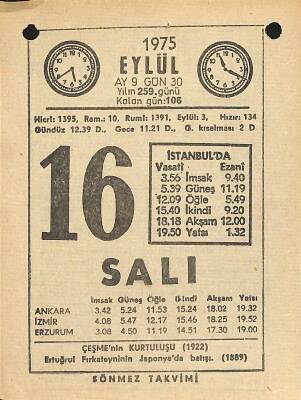 1975
EYLÜL
AY 9 GÜN 30
Yılın 259. günü
Kalan gün: 106
Hicri: 1395, Ram.: 10, Rumi: 1391, Eylül: 3, Hızır: 134
Gündüz 12.39 D., Gece 11.21 D., G. kısalması 2 D
16
İSTANBUL'DA
Vasatî Ezanî
3.56 İmsak 9.40
5.39 Güneş 11.19
12.09 Öğle 5.49
15.40 İkindi 9.20
18.18 Akşam 12.00
19.50 Yatsı 1.32
SALI
İmsak Güneş Öğle İkindi Akşam Yatsı
ANKARA 3.42 5.24 11.53 15.24 18.02 19.32
İZMİR 4.08 5.47 12.17 15.46 18.25 19.52
ERZURUM 3.08 4.50 11.19 14.51 17.30 19.00
ÇEŞME'nin KURTULUŞU (1922)
Ertuğrul Fırkateyninin Japonya'da batışı. (1889)
SÖNMEZ TAKVİMİ